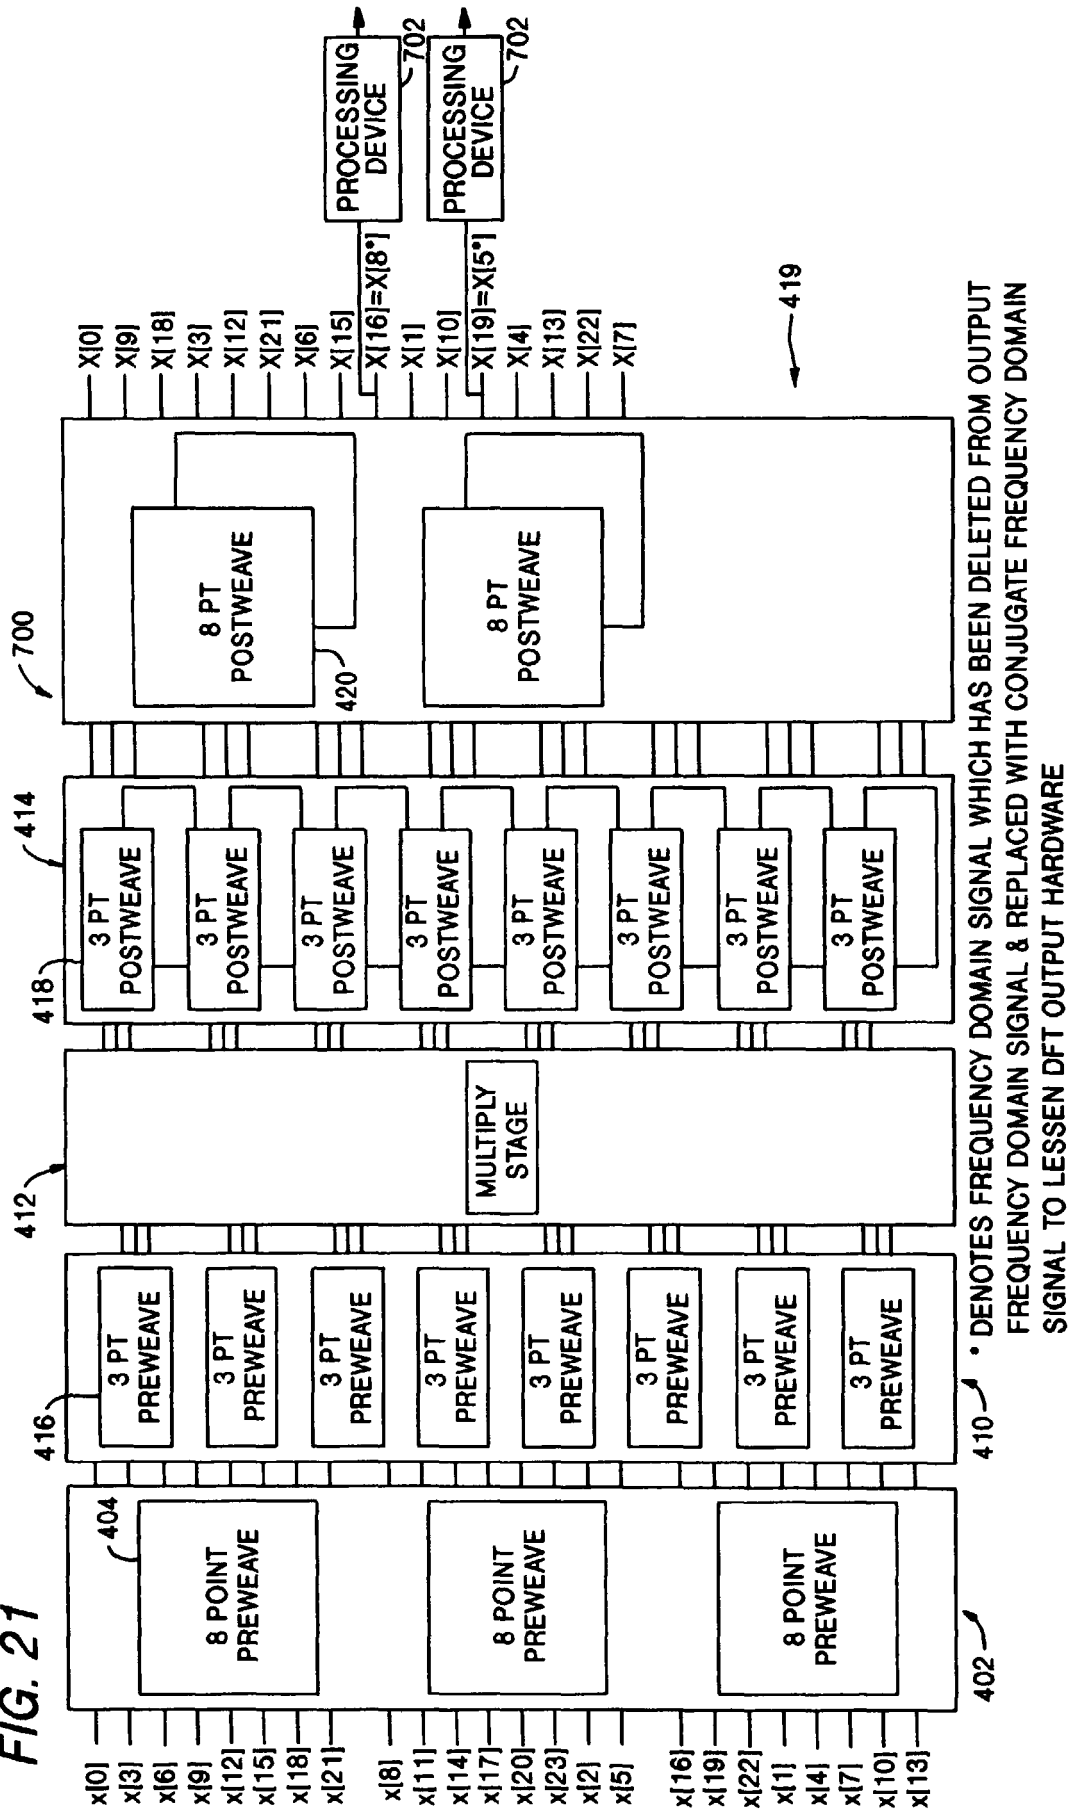 FIG. 21
x[0]
x[3]
x[6]
x[9]
x[12]
x[15]
x[18]
x[21]
x[8]
x[11]
x[14]
x[17]
x[20]
x[23]
x[2]
x[5]
x[16]
x[19]
x[22]
x[1]
x[4]
x[7]
x[10]
x[13]
404
8 POINT
PREWEAVE
8 POINT
PREWEAVE
8 POINT
PREWEAVE
402
416
3 PT
PREWEAVE
3 PT
PREWEAVE
3 PT
PREWEAVE
3 PT
PREWEAVE
3 PT
PREWEAVE
3 PT
PREWEAVE
3 PT
PREWEAVE
3 PT
PREWEAVE
410
412
MULTIPLY
STAGE
418
414
3 PT
POSTWEAVE
3 PT
POSTWEAVE
3 PT
POSTWEAVE
3 PT
POSTWEAVE
3 PT
POSTWEAVE
3 PT
POSTWEAVE
3 PT
POSTWEAVE
3 PT
POSTWEAVE
700
8 PT
POSTWEAVE
420
8 PT
POSTWEAVE
X[0]
X[9]
X[18]
X[3]
X[12]
X[21]
X[6]
X[15]
X[16]=X[8*]
X[1]
X[10]
X[19]=X[5*]
X[4]
X[13]
X[22]
X[7]
419
PROCESSING
DEVICE
702
PROCESSING
DEVICE
702
* DENOTES FREQUENCY DOMAIN SIGNAL WHICH HAS BEEN DELETED FROM OUTPUT
FREQUENCY DOMAIN SIGNAL & REPLACED WITH CONJUGATE FREQUENCY DOMAIN
SIGNAL TO LESSEN DFT OUTPUT HARDWARE